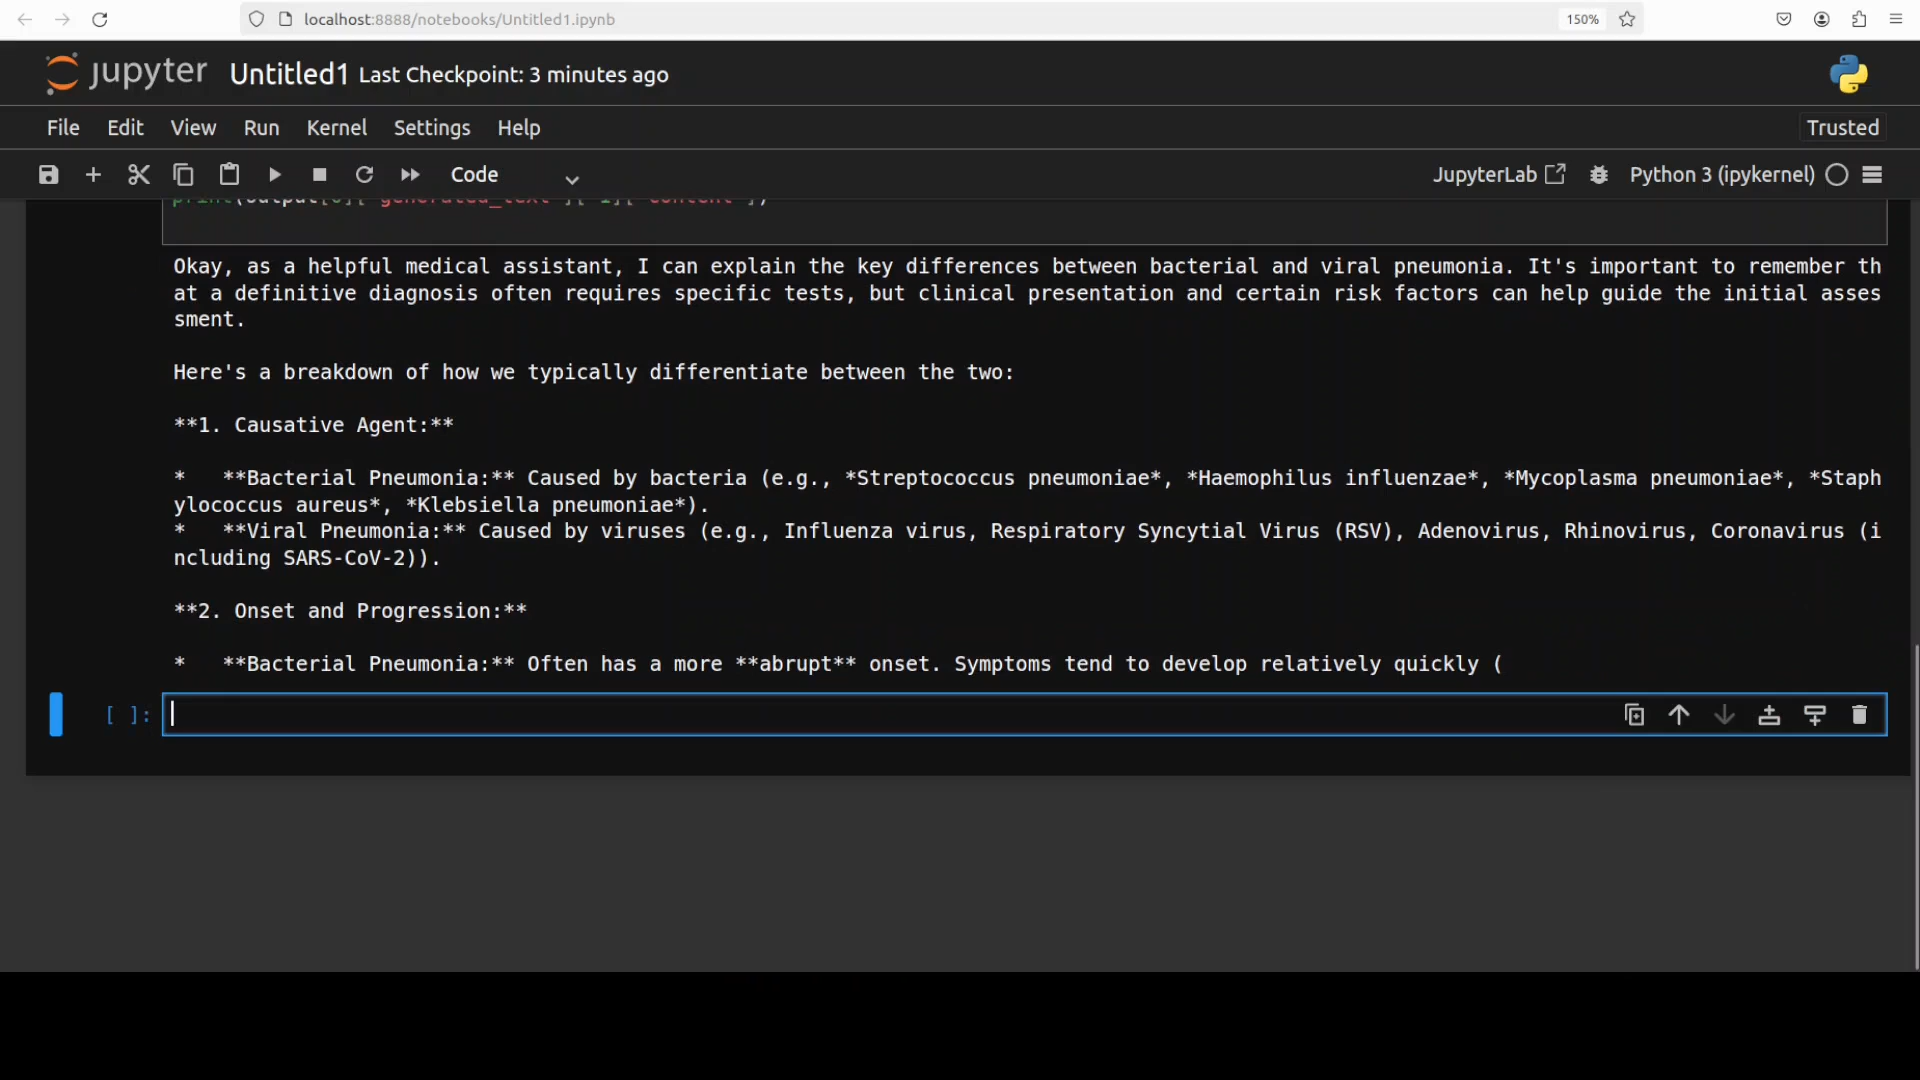 localhost:8888/notebooks/Untitled1.ipynb
150%
jupyter Untitled1 Last Checkpoint: 3 minutes ago
File Edit View Run Kernel Settings Help
Trusted
Code
JupyterLab
Python 3 (ipykernel)
print(output[0]["generated_text"][-1]["content"])
Okay, as a helpful medical assistant, I can explain the key differences between bacterial and viral pneumonia. It's important to remember th
at a definitive diagnosis often requires specific tests, but clinical presentation and certain risk factors can help guide the initial asses
sment.
Here's a breakdown of how we typically differentiate between the two:
**1. Causative Agent:**
*   **Bacterial Pneumonia:** Caused by bacteria (e.g., *Streptococcus pneumoniae*, *Haemophilus influenzae*, *Mycoplasma pneumoniae*, *Staph
ylococcus aureus*, *Klebsiella pneumoniae*).
*   **Viral Pneumonia:** Caused by viruses (e.g., Influenza virus, Respiratory Syncytial Virus (RSV), Adenovirus, Rhinovirus, Coronavirus (i
ncluding SARS-CoV-2)).
**2. Onset and Progression:**
*   **Bacterial Pneumonia:** Often has a more **abrupt** onset. Symptoms tend to develop relatively quickly (
[ ]: